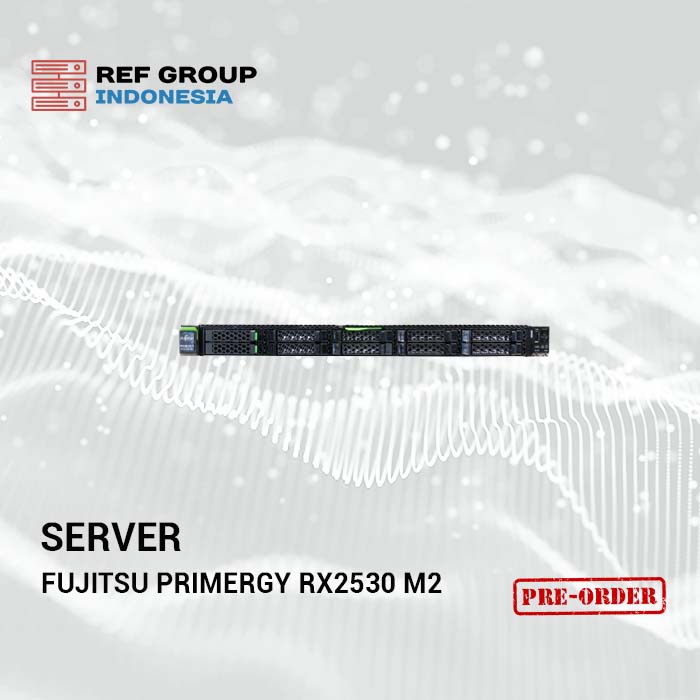 REF GROUP
INDONESIA
SERVER
FUJITSU PRIMERGY RX2530 M2
PRE-ORDER